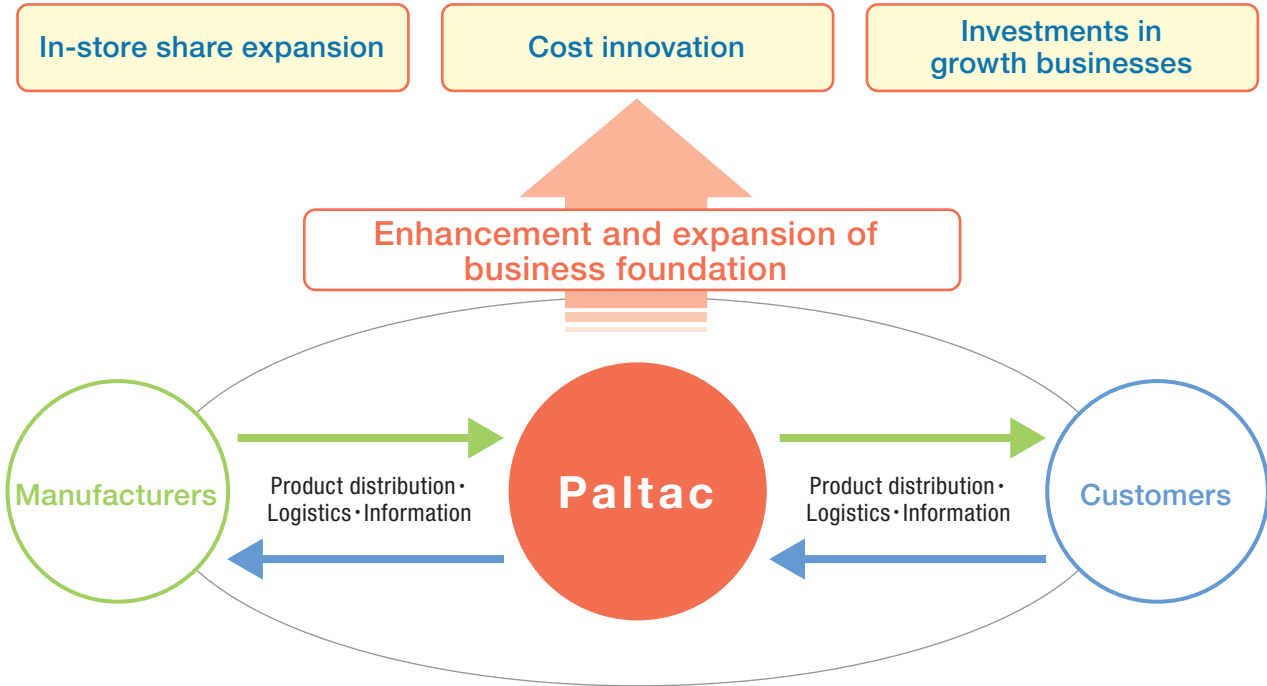 In-store share expansion
Cost innovation
Investments in
growth businesses
Enhancement and expansion of
business foundation
Manufacturers
Product distribution・
Logistics・Information
Paltac
Product distribution・
Logistics・Information
Customers